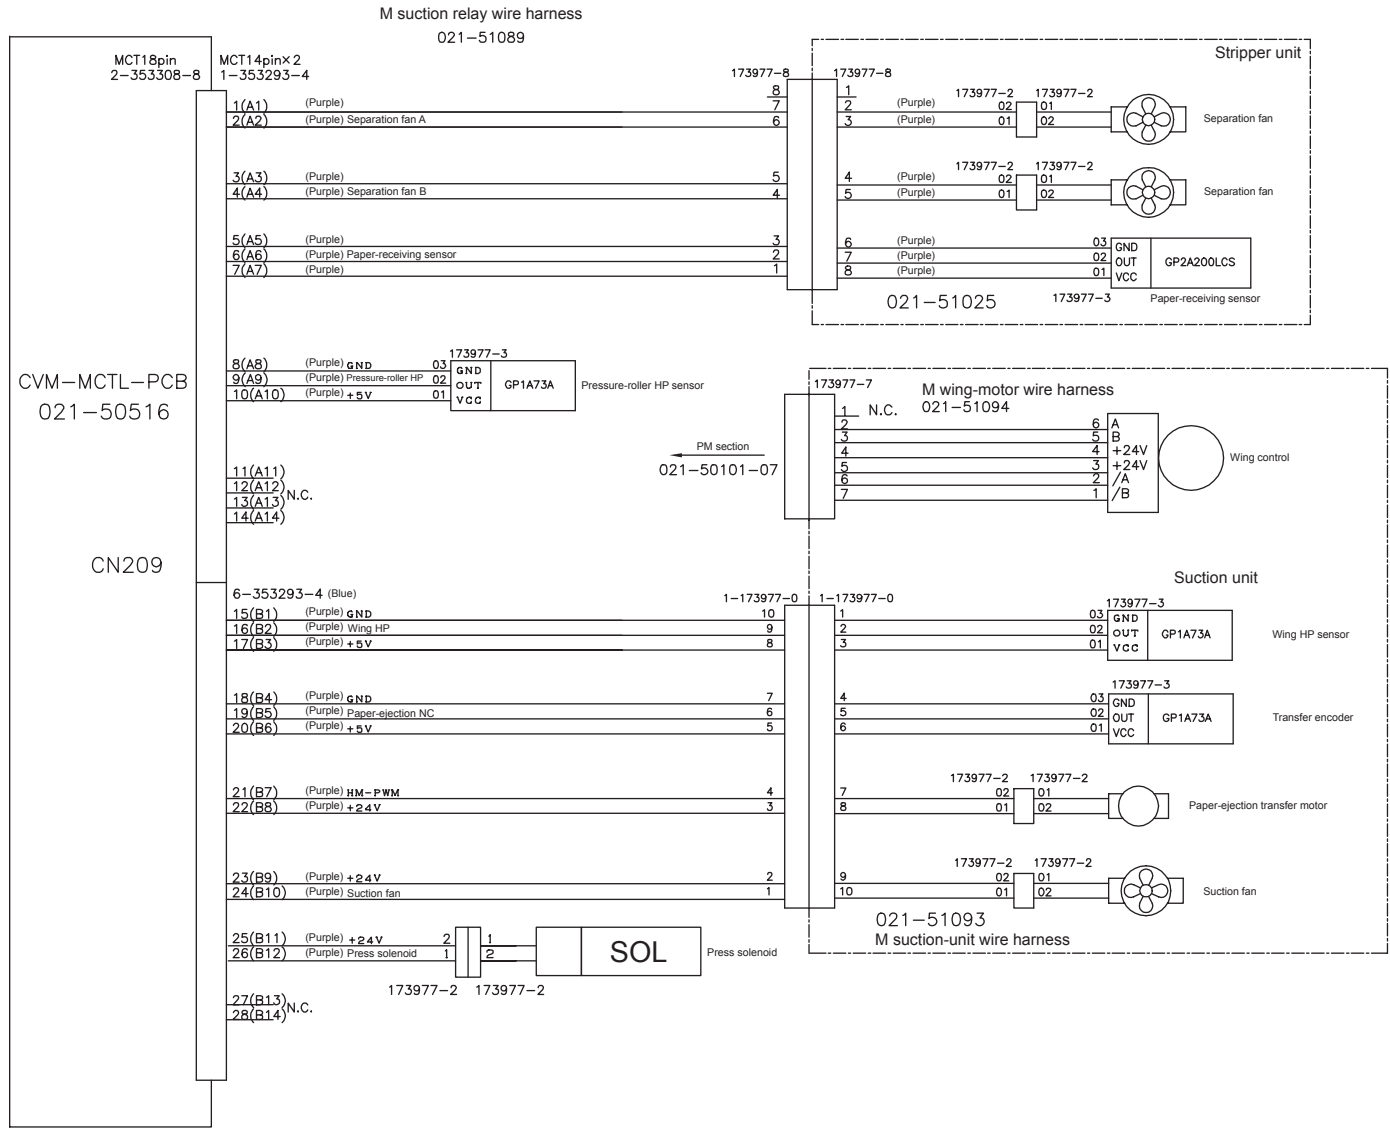 M suction relay wire harness
021-51089
MCT18pin
2-353308-8
MCT14pin×2
1-353293-4
CVM-MCTL-PCB
021-50516
CN209
1(A1) (Purple) 7
2(A2) (Purple) Separation fan A 6
3(A3) (Purple) 5
4(A4) (Purple) Separation fan B 4
5(A5) (Purple) 3
6(A6) (Purple) Paper-receiving sensor 2
7(A7) (Purple) 1
173977-8 173977-8
8 1
Stripper unit
2 (Purple) 02 01
3 (Purple) 01 02
173977-2 173977-2
Separation fan
4 (Purple) 02 01
5 (Purple) 01 02
173977-2 173977-2
Separation fan
6 (Purple) 03 GND
7 (Purple) 02 OUT
8 (Purple) 01 VCC
GP2A200LCS
021-51025
173977-3
Paper-receiving sensor
8(A8) (Purple) GND 03 GND
9(A9) (Purple) Pressure-roller HP 02 OUT
10(A10) (Purple) +5V 01 VCC
173977-3
GP1A73A
Pressure-roller HP sensor
11(A11)
12(A12)
13(A13)
14(A14)
N.C.
PM section
021-50101-07
173977-7
M wing-motor wire harness
021-51094
1 N.C.
2 6 A
3 5 B
4 4 +24V
5 3 +24V
6 2 /A
7 1 /B
Wing control
Suction unit
6-353293-4 (Blue)
15(B1) (Purple) GND 10
16(B2) (Purple) Wing HP 9
17(B3) (Purple) +5V 8
1-173977-0 1-173977-0
1 03 GND
2 02 OUT
3 01 VCC
173977-3
GP1A73A
Wing HP sensor
18(B4) (Purple) GND 7
19(B5) (Purple) Paper-ejection NC 6
20(B6) (Purple) +5V 5
4 03 GND
5 02 OUT
6 01 VCC
173977-3
GP1A73A
Transfer encoder
21(B7) (Purple) HM-PWM 4
22(B8) (Purple) +24V 3
173977-2 173977-2
7 02 01
8 01 02
Paper-ejection transfer motor
23(B9) (Purple) +24V 2
24(B10) (Purple) Suction fan 1
173977-2 173977-2
9 02 01
10 01 02
Suction fan
021-51093
M suction-unit wire harness
25(B11) (Purple) +24V 2 1
26(B12) (Purple) Press solenoid 1 2
SOL
Press solenoid
173977-2 173977-2
27(B13)
28(B14)
N.C.